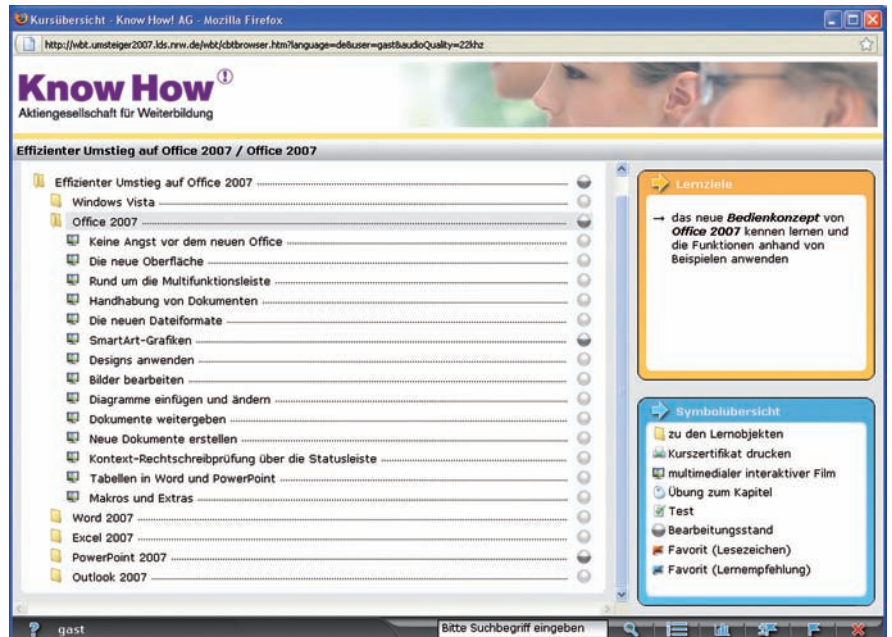 Kursübersicht - Know How! AG - Mozilla Firefox
http://wbt.umsteiger2007.lds.nrw.de/wbt/cbtbrowser.htm?language=de&user=gast&audioQuality=22khz
Know How!
Aktiengesellschaft für Weiterbildung
Effizienter Umstieg auf Office 2007 / Office 2007
Effizienter Umstieg auf Office 2007
Windows Vista
Office 2007
Keine Angst vor dem neuen Office
Die neue Oberfläche
Rund um die Multifunktionsleiste
Handhabung von Dokumenten
Die neuen Dateiformate
SmartArt-Grafiken
Designs anwenden
Bilder bearbeiten
Diagramme einfügen und ändern
Dokumente weitergeben
Neue Dokumente erstellen
Kontext-Rechtschreibprüfung über die Statusleiste
Tabellen in Word und PowerPoint
Makros und Extras
Word 2007
Excel 2007
PowerPoint 2007
Outlook 2007
Lernziele
→ das neue Bedienkonzept von
Office 2007 kennen lernen und
die Funktionen anhand von
Beispielen anwenden
Symbolübersicht
zu den Lernobjekten
Kurszertifikat drucken
multimedialer interaktiver Film
Übung zum Kapitel
Test
Bearbeitungsstand
Favorit (Lesezeichen)
Favorit (Lernempfehlung)
? gast
Bitte Suchbegriff eingeben